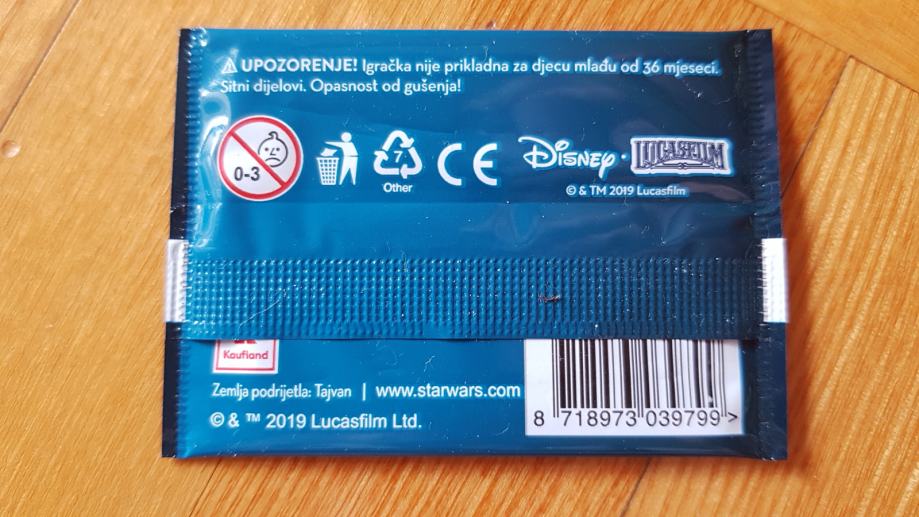 ⚠ UPOZORENJE! Igračka nije prikladna za djecu mlađu od 36 mjeseci.
Sitni dijelovi. Opasnost od gušenja!
0-3
7
Other
CE
Disney · LUCASFILM
© & TM 2019 Lucasfilm
Kaufland
Zemlja podrijetla: Tajvan | www.starwars.com
© & ™ 2019 Lucasfilm Ltd.
8 718973 039799 >